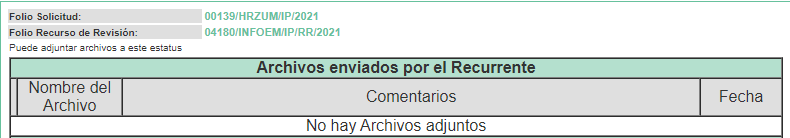 Folio Solicitud: 00139/HRZUM/IP/2021
Folio Recurso de Revisión: 04180/INFOEM/IP/RR/2021
Puede adjuntar archivos a este estatus
Archivos enviados por el Recurrente
Nombre del Archivo Comentarios Fecha
No hay Archivos adjuntos